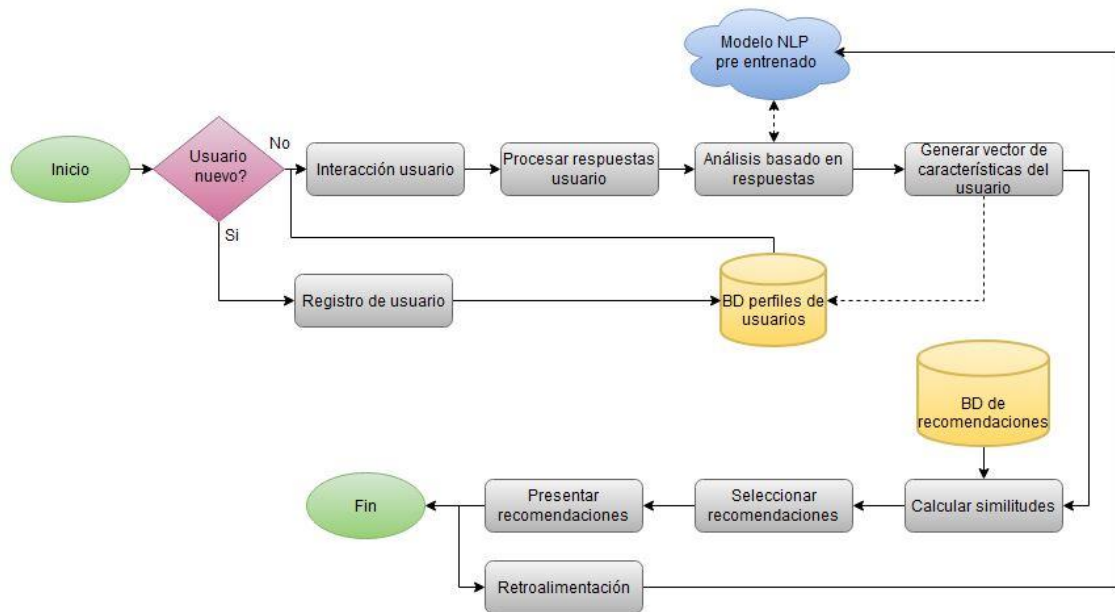 Modelo NLP
pre entrenado
Inicio
Usuario
nuevo?
No
Si
Interacción usuario
Procesar respuestas
usuario
Análisis basado en
respuestas
Generar vector de
características del
usuario
Registro de usuario
BD perfiles de
usuarios
BD de
recomendaciones
Fin
Presentar
recomendaciones
Seleccionar
recomendaciones
Calcular similitudes
Retroalimentación